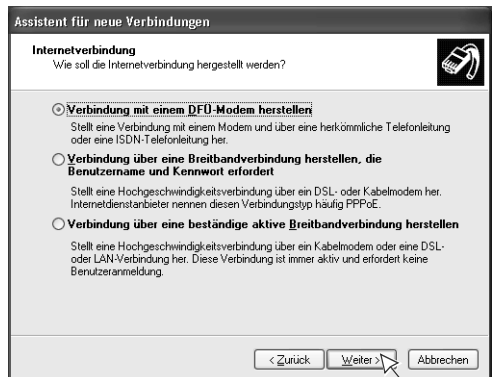 Assistent für neue Verbindungen
Internetverbindung
Wie soll die Internetverbindung hergestellt werden?
Verbindung mit einem DFÜ-Modem herstellen
Stellt eine Verbindung mit einem Modem und über eine herkömmliche Telefonleitung
oder eine ISDN-Telefonleitung her.
Verbindung über eine Breitbandverbindung herstellen, die
Benutzername und Kennwort erfordert
Stellt eine Hochgeschwindigkeitsverbindung über ein DSL- oder Kabelmodem her.
Internetdienstanbieter nennen diesen Verbindungstyp häufig PPPoE.
Verbindung über eine beständige aktive Breitbandverbindung herstellen
Stellt eine Hochgeschwindigkeitsverbindung über ein Kabelmodem oder eine DSL-
oder LAN-Verbindung her. Diese Verbindung ist immer aktiv und erfordert keine
Benutzeranmeldung.
< Zurück Weiter > Abbrechen